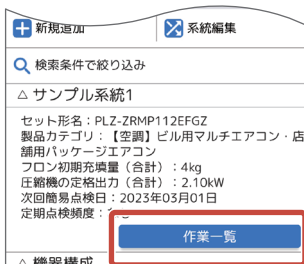 新規追加
系統編集
検索条件で絞り込み
△ サンプル系統1
セット形名：PLZ-ZRMP112EFGZ
製品カテゴリ：【空調】ビル用マルチエアコン・店
舗用パッケージエアコン
フロン初期充填量（合計）：4kg
圧縮機の定格出力（合計）：2.10kW
次回簡易点検日：2023年03月01日
定期点検頻度：
作業一覧
△ 機器構成